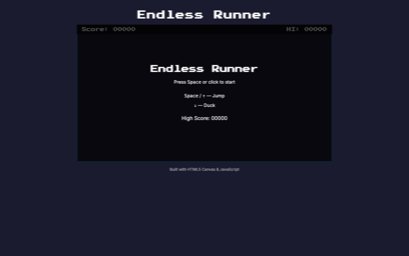 Endless Runner
Score: 00000 HI: 00000
Endless Runner
Press Space or click to start
Space / ↑ — Jump
↓ — Duck
High Score: 00000
Built with HTML5 Canvas & JavaScript